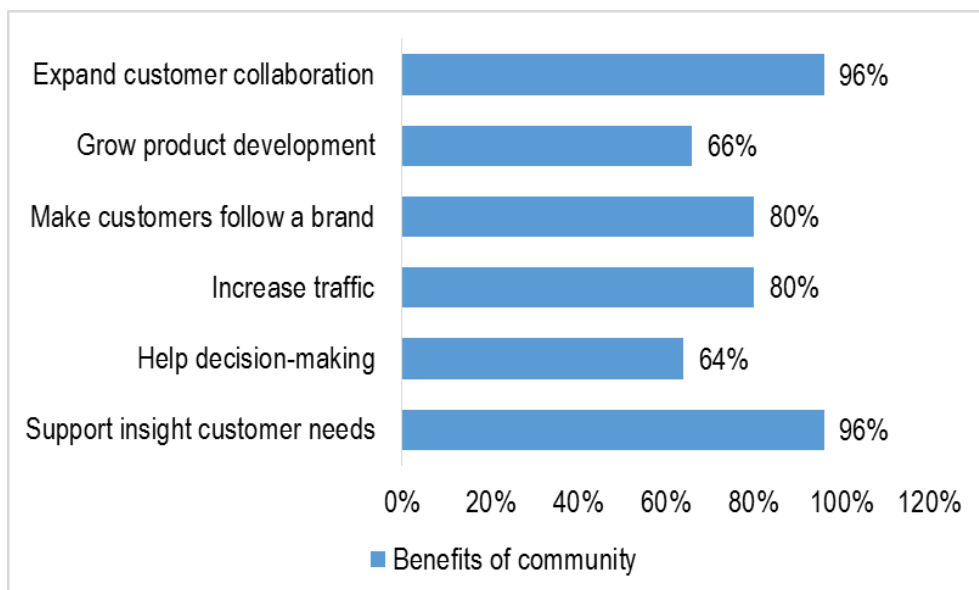 Expand customer collaboration 96%
Grow product development 66%
Make customers follow a brand 80%
Increase traffic 80%
Help decision-making 64%
Support insight customer needs 96%
0% 20% 40% 60% 80% 100% 120%
Benefits of community